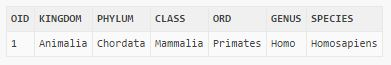 OID KINGDOM PHYLUM CLASS ORD GENUS SPECIES
1 Animalia Chordata Mammalia Primates Homo Homosapiens